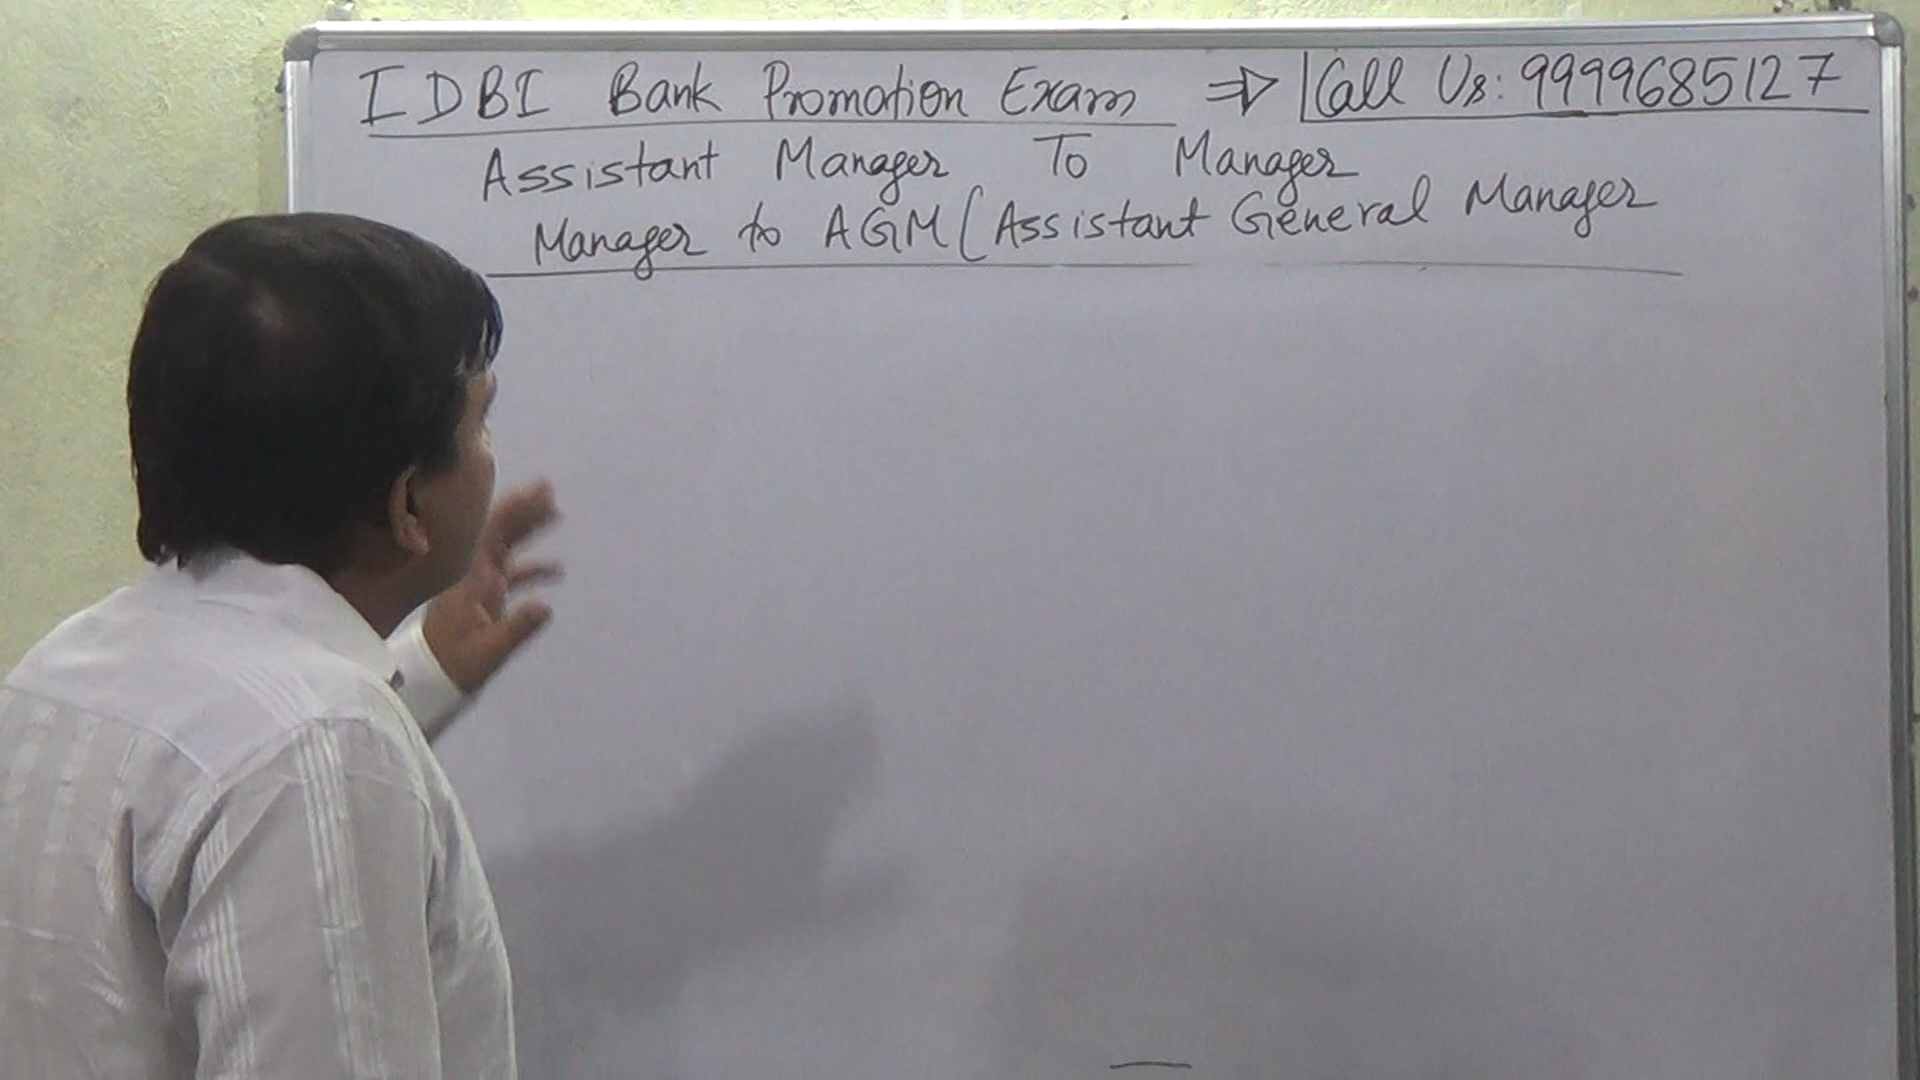 IDBI Bank Promotion Exam ⇒ Call Us: 9999685127
Assistant Manager To Manager
Manager to AGM (Assistant General Manager